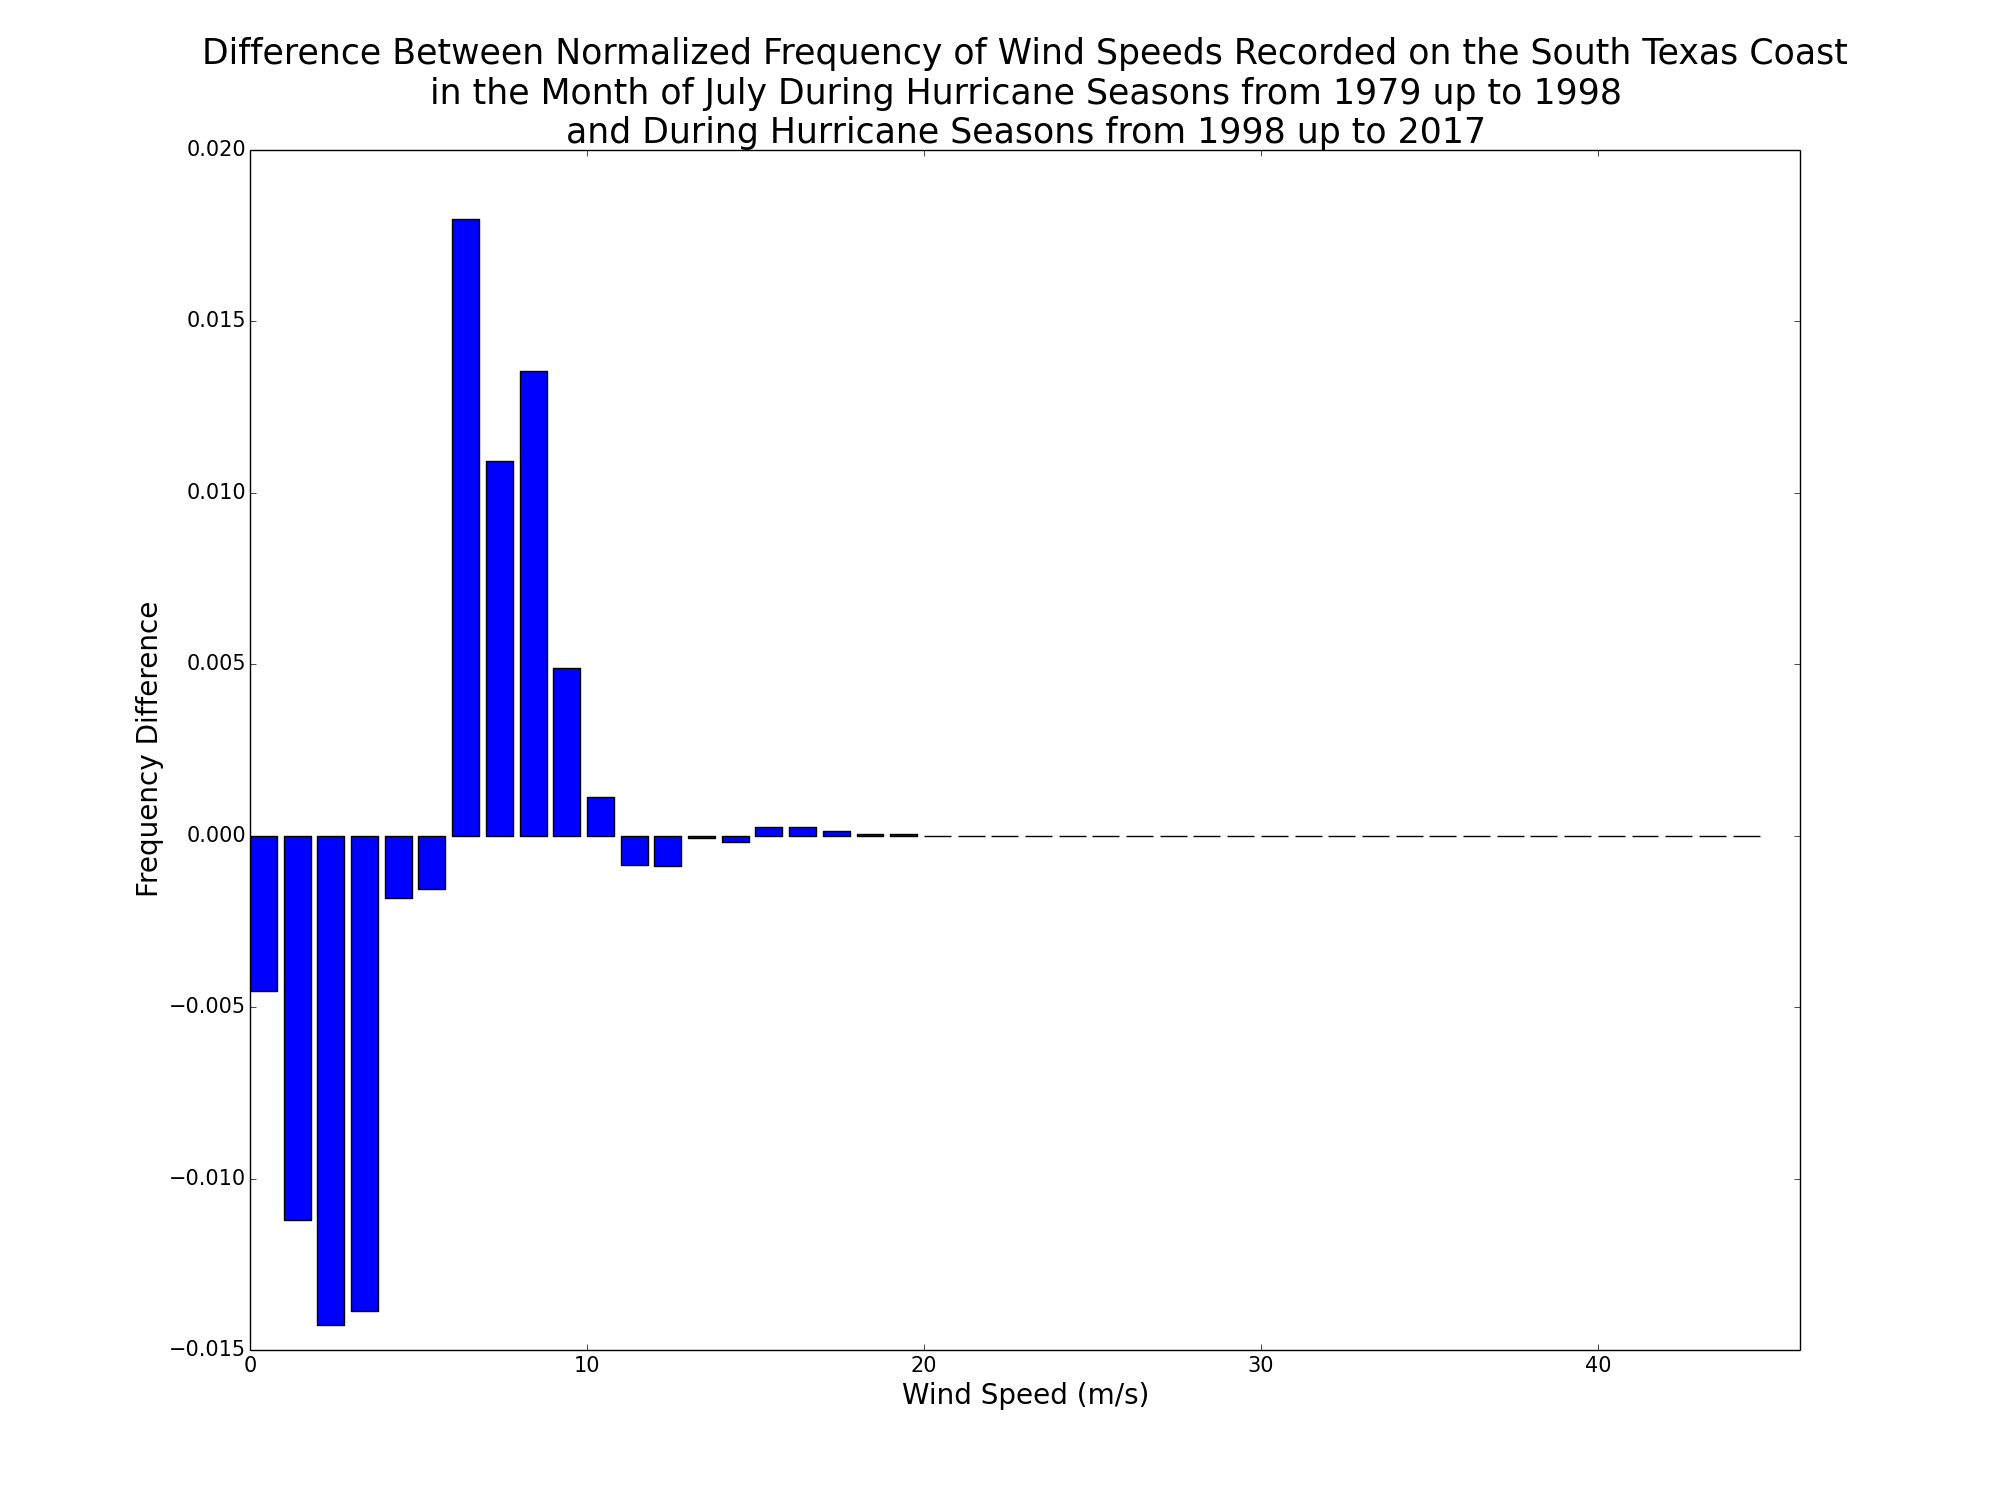 Difference Between Normalized Frequency of Wind Speeds Recorded on the South Texas Coast
in the Month of July During Hurricane Seasons from 1979 up to 1998
and During Hurricane Seasons from 1998 up to 2017
0.020
0.015
0.010
0.005
0.000
−0.005
−0.010
−0.015
Frequency Difference
0 10 20 30 40
Wind Speed (m/s)